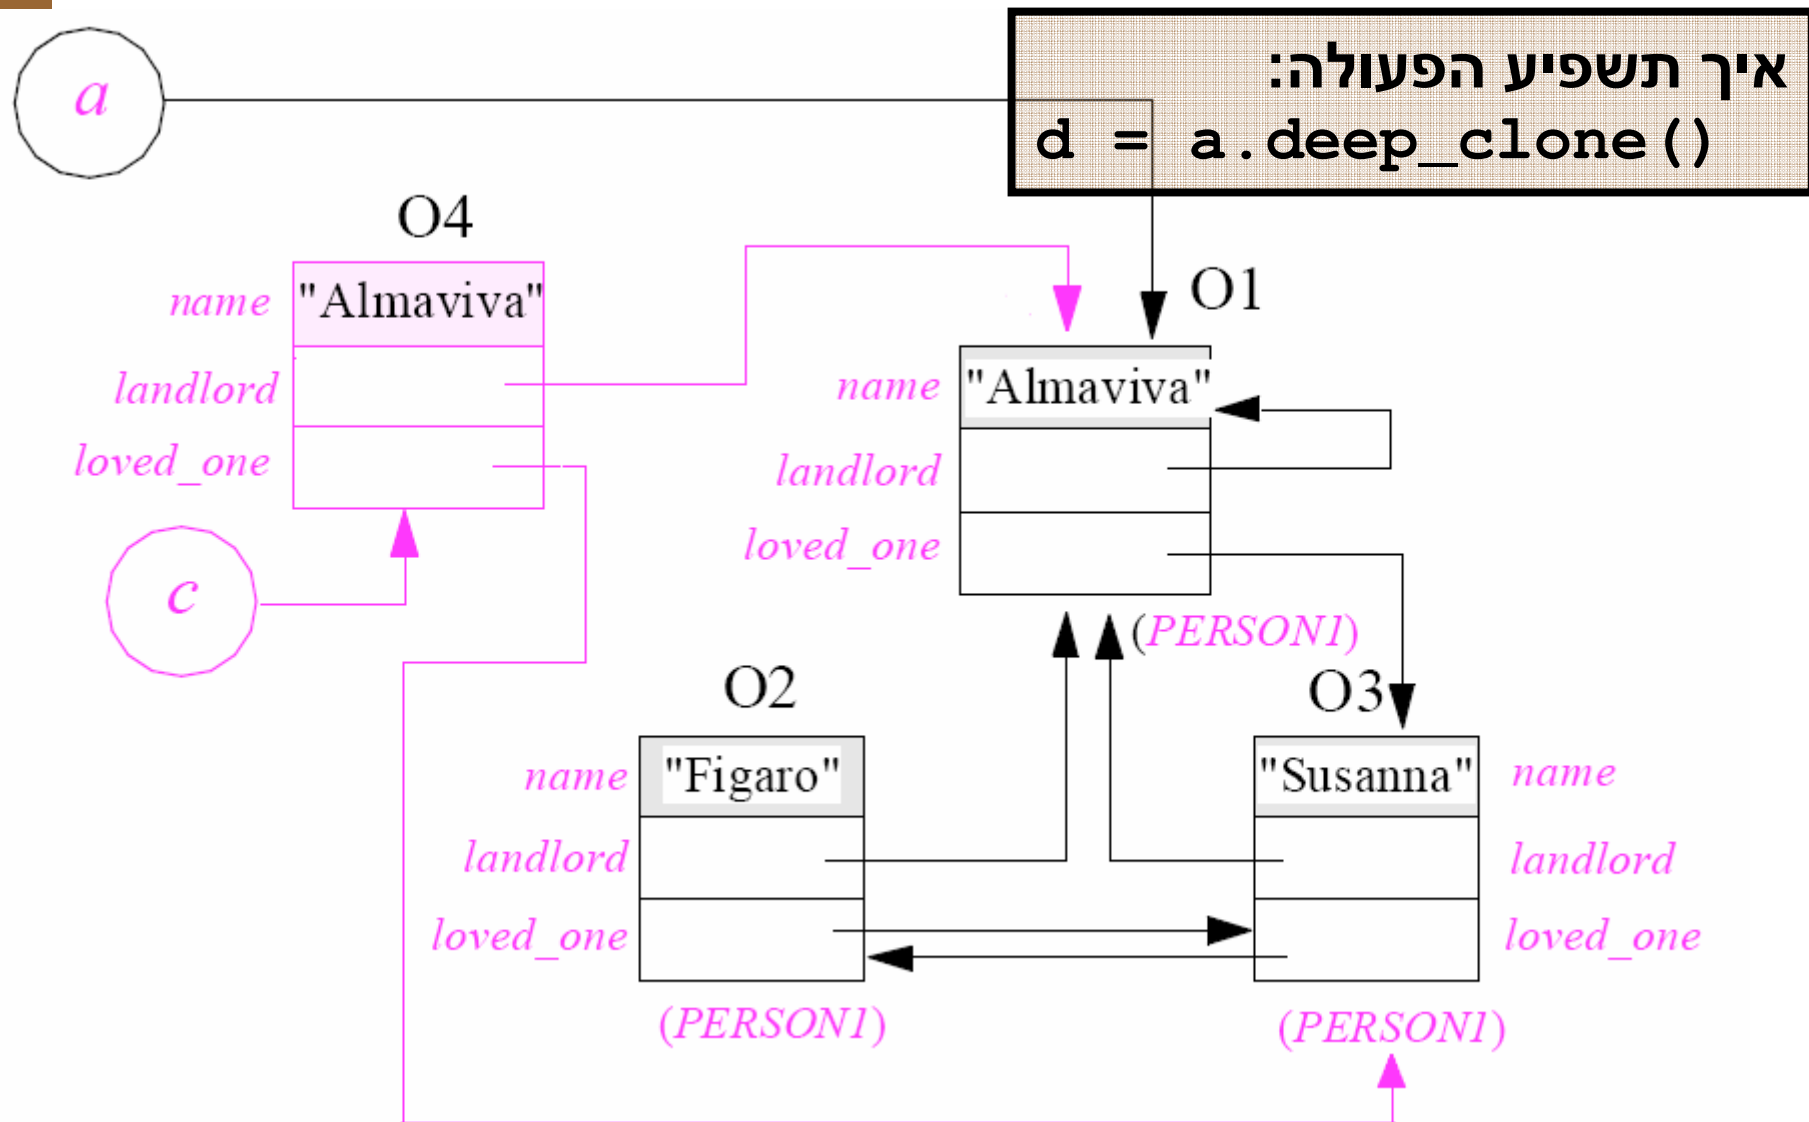 a
איך תשפיע הפעולה:
d = a.deep_clone()
O4
name "Almaviva"
landlord
loved_one
c
O1
name "Almaviva"
landlord
loved_one
(PERSON1)
O2
name "Figaro"
landlord
loved_one
(PERSON1)
O3
"Susanna" name
landlord
loved_one
(PERSON1)